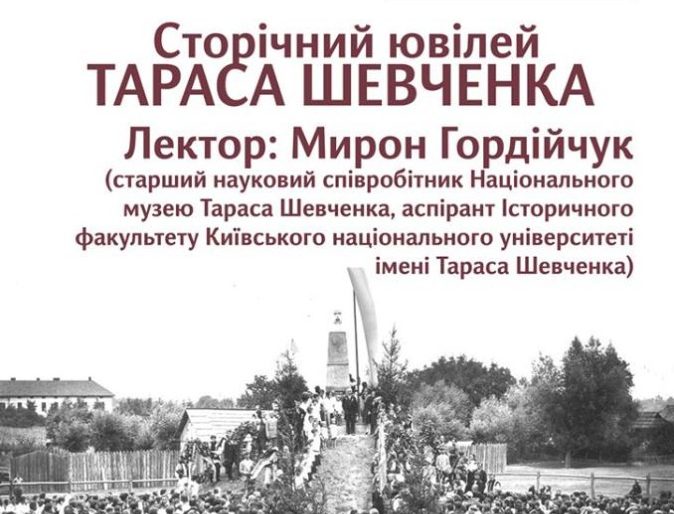 Сторічний ювілей
ТАРАСА ШЕВЧЕНКА
Лектор: Мирон Гордійчук
(старший науковий співробітник Національного
музею Тараса Шевченка, аспірант Історичного
факультету Київського національного університеті
імені Тараса Шевченка)